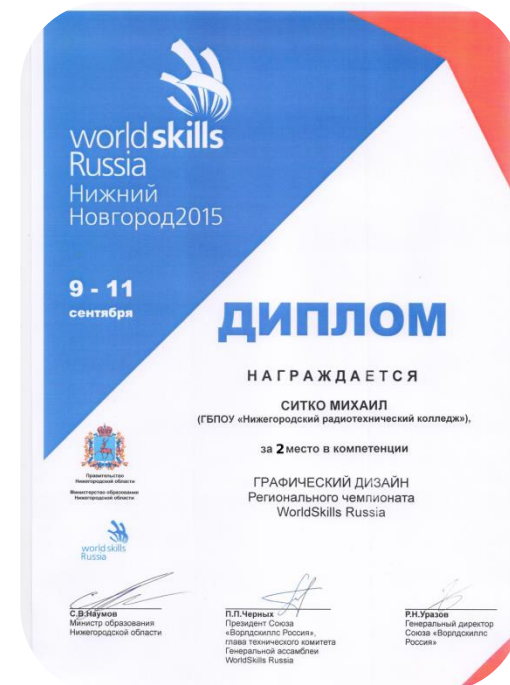 world skills
Russia
Нижний
Новгород2015
9 - 11
сентября
ДИПЛОМ
НАГРАЖДАЕТСЯ
СИТКО МИХАИЛ
(ГБПОУ «Нижегородский радиотехнический колледж»),
за 2 место в компетенции
ГРАФИЧЕСКИЙ ДИЗАЙН
Регионального чемпионата
WorldSkills Russia
Правительство
Нижегородской области
Министерство образования
Нижегородской области
world skills
Russia
С.В.Наумов
Министр образования
Нижегородской области
П.П.Черных
Президент Союза
«Ворлдскиллс Россия»,
глава технического комитета
Генеральной ассамблеи
WorldSkills Russia
Р.Н.Уразов
Генеральный директор
Союза «Ворлдскиллс
Россия»